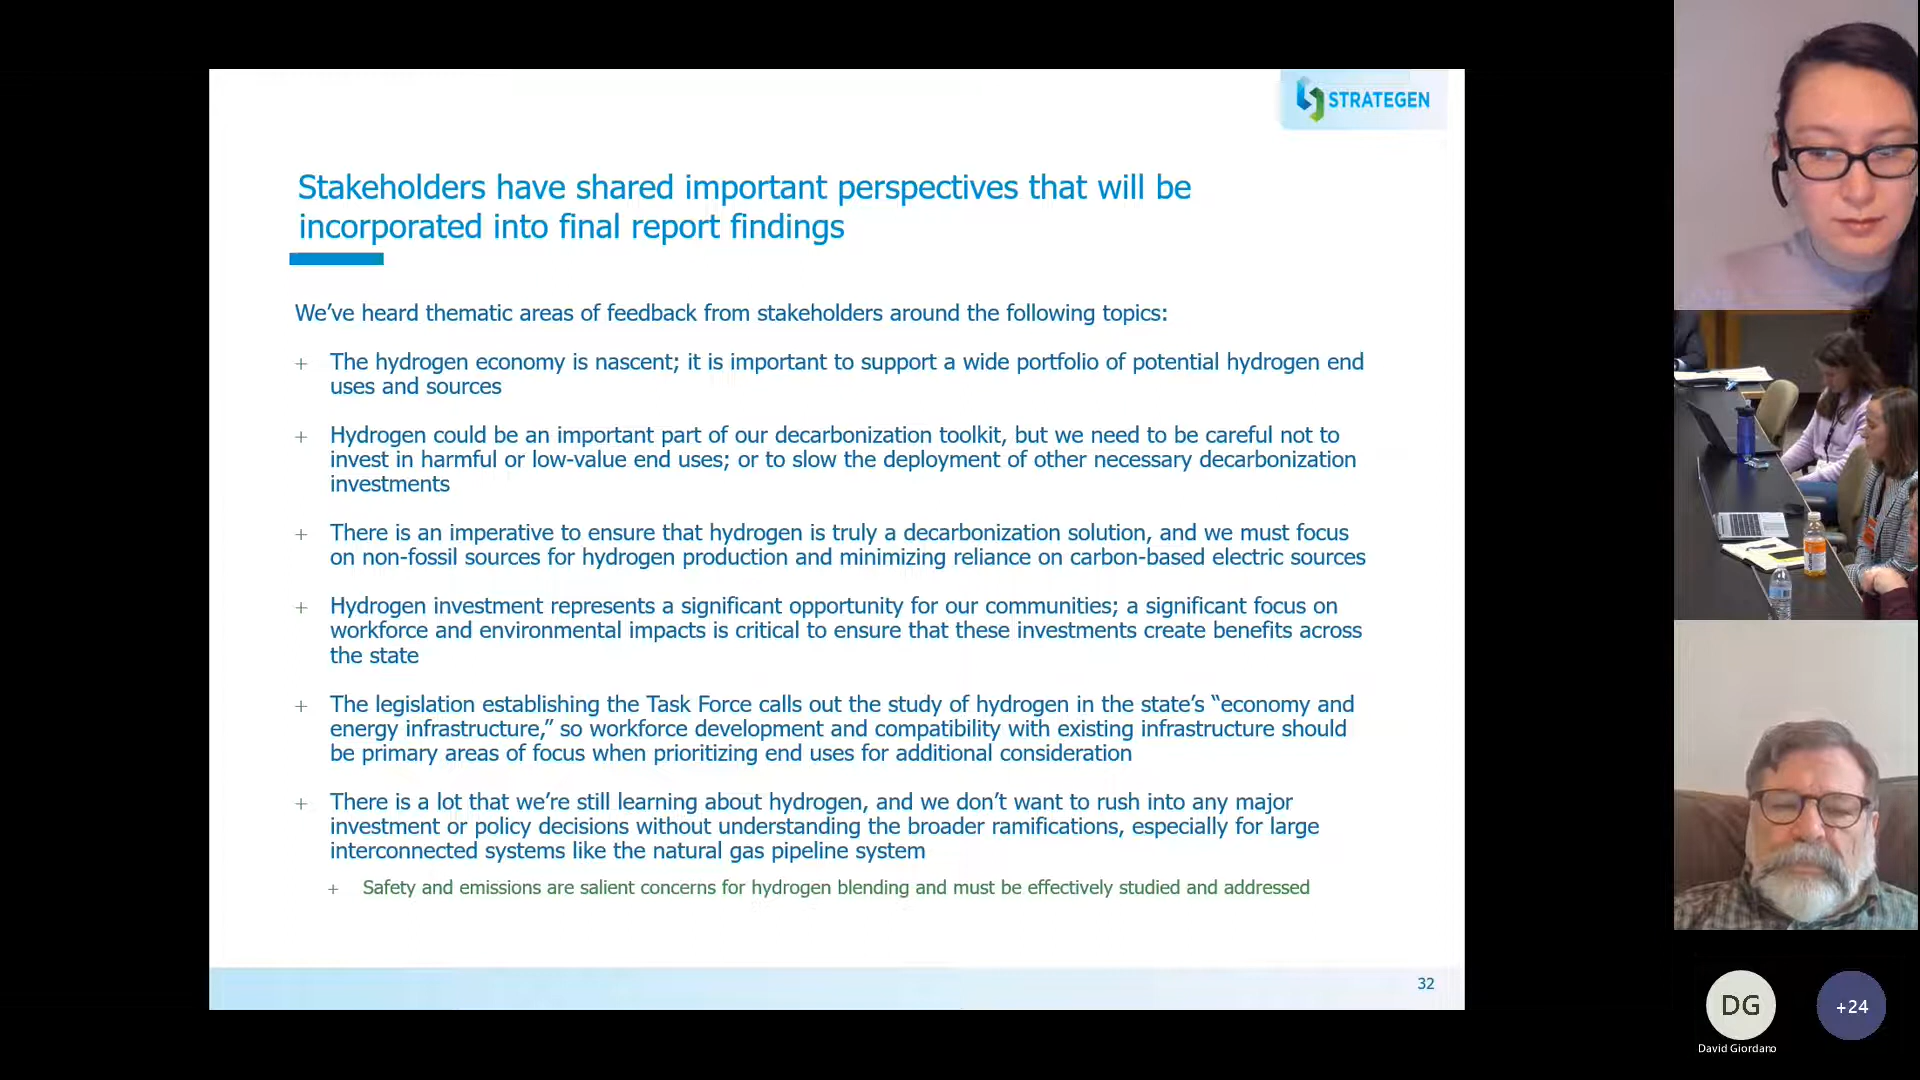 STRATEGEN
Stakeholders have shared important perspectives that will be
incorporated into final report findings
We’ve heard thematic areas of feedback from stakeholders around the following topics:
+ The hydrogen economy is nascent; it is important to support a wide portfolio of potential hydrogen end
uses and sources
+ Hydrogen could be an important part of our decarbonization toolkit, but we need to be careful not to
invest in harmful or low-value end uses; or to slow the deployment of other necessary decarbonization
investments
+ There is an imperative to ensure that hydrogen is truly a decarbonization solution, and we must focus
on non-fossil sources for hydrogen production and minimizing reliance on carbon-based electric sources
+ Hydrogen investment represents a significant opportunity for our communities; a significant focus on
workforce and environmental impacts is critical to ensure that these investments create benefits across
the state
+ The legislation establishing the Task Force calls out the study of hydrogen in the state’s “economy and
energy infrastructure,” so workforce development and compatibility with existing infrastructure should
be primary areas of focus when prioritizing end uses for additional consideration
+ There is a lot that we’re still learning about hydrogen, and we don’t want to rush into any major
investment or policy decisions without understanding the broader ramifications, especially for large
interconnected systems like the natural gas pipeline system
+ Safety and emissions are salient concerns for hydrogen blending and must be effectively studied and addressed
32
DG
+24
David Giordano